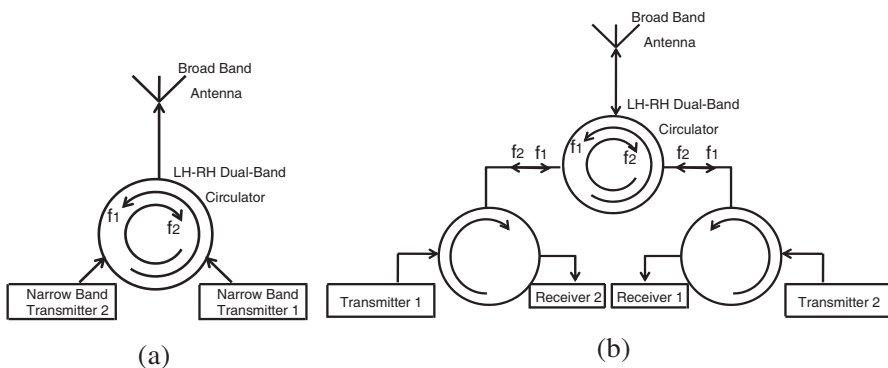 Broad Band
Antenna
LH-RH Dual-Band
Circulator
f1
f2
Narrow Band
Transmitter 2
Narrow Band
Transmitter 1
(a)
Broad Band
Antenna
LH-RH Dual-Band
Circulator
f1
f2
f2 f1
f2 f1
Transmitter 1
Receiver 2
Receiver 1
Transmitter 2
(b)